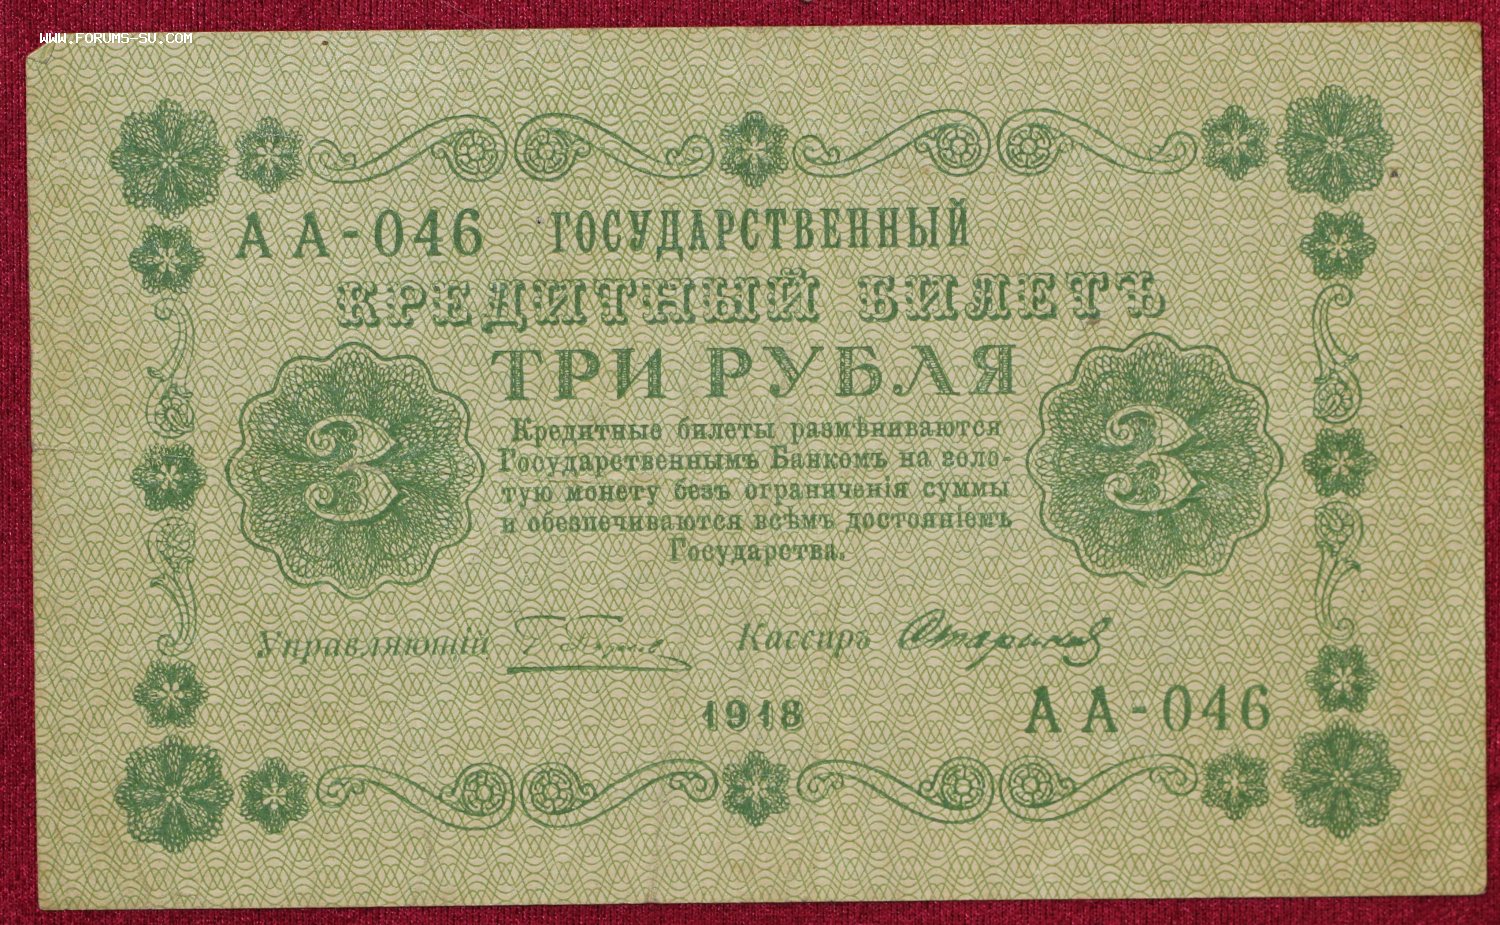 WWW.FORUMS-SU.COM
АА-046 ГОСУДАРСТВЕННЫЙ
КРЕДИТНЫЙ БИЛЕТЪ
ТРИ РУБЛЯ
3 3
Кредитные билеты размѣниваются
Государственнымъ Банкомъ на золо-
тую монету безъ ограниченія суммы
и обезпечиваются всѣмъ достояніемъ
Государства.
Управляющій Кассиръ
1918
АА-046